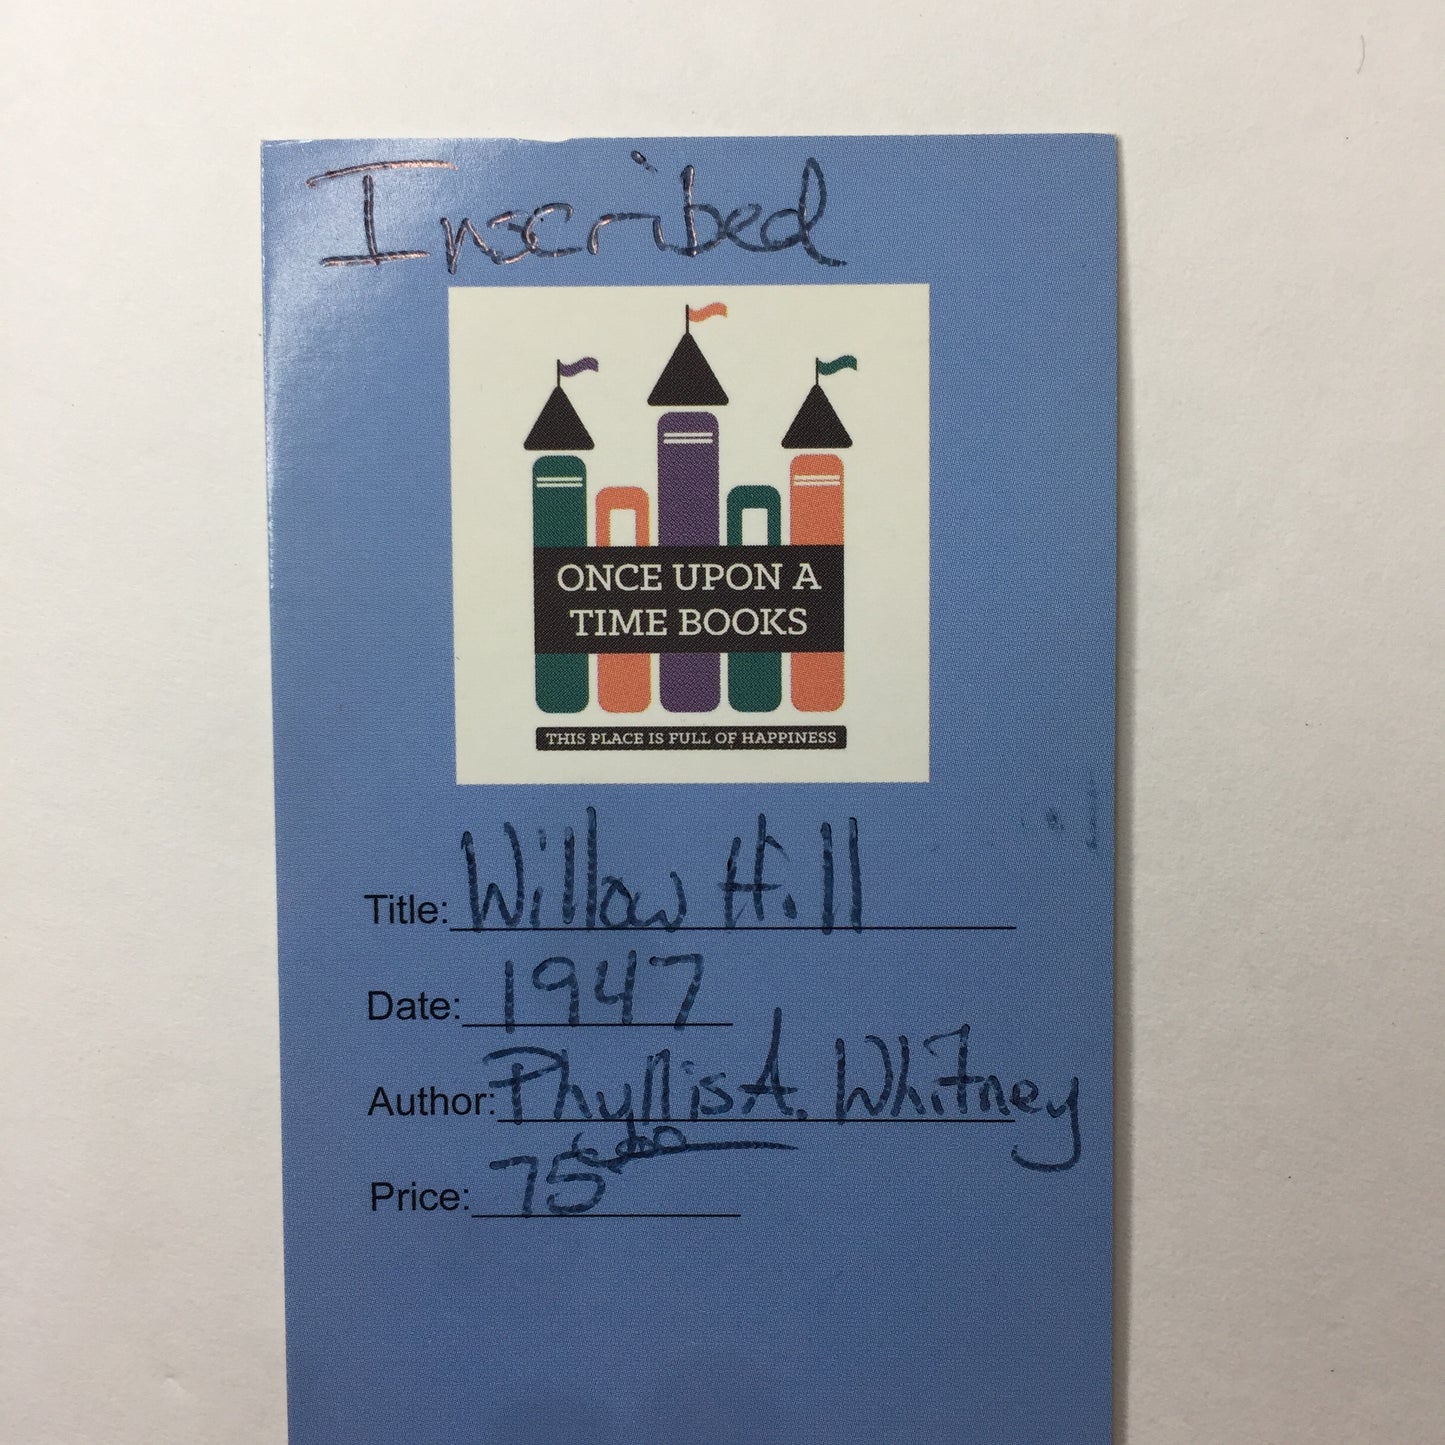 Inscribed
ONCE UPON A
TIME BOOKS
THIS PLACE IS FULL OF HAPPINESS
Title: Willow Hill
Date: 1947
Author: Phyllis A. Whitney
Price: 75